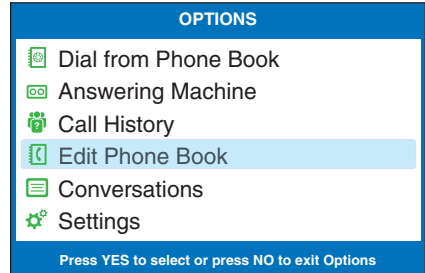 OPTIONS
Dial from Phone Book
Answering Machine
Call History
Edit Phone Book
Conversations
Settings
Press YES to select or press NO to exit Options